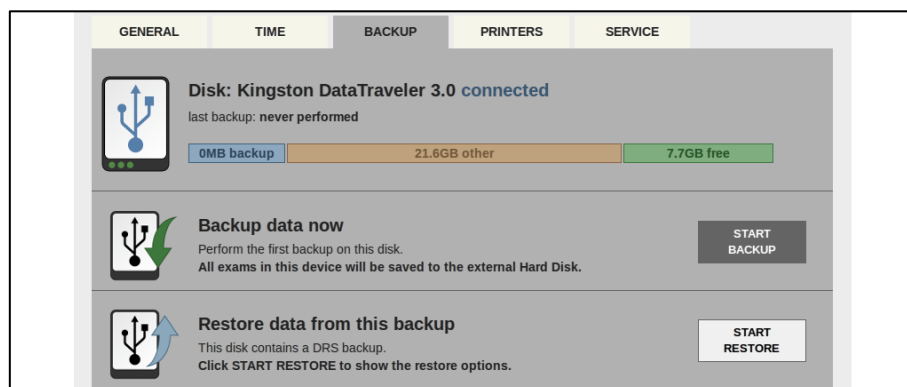 GENERAL TIME BACKUP PRINTERS SERVICE
Disk: Kingston DataTraveler 3.0 connected
last backup: never performed
0MB backup 21.6GB other 7.7GB free
Backup data now
Perform the first backup on this disk.
All exams in this device will be saved to the external Hard Disk.
START
BACKUP
Restore data from this backup
This disk contains a DRS backup.
Click START RESTORE to show the restore options.
START
RESTORE